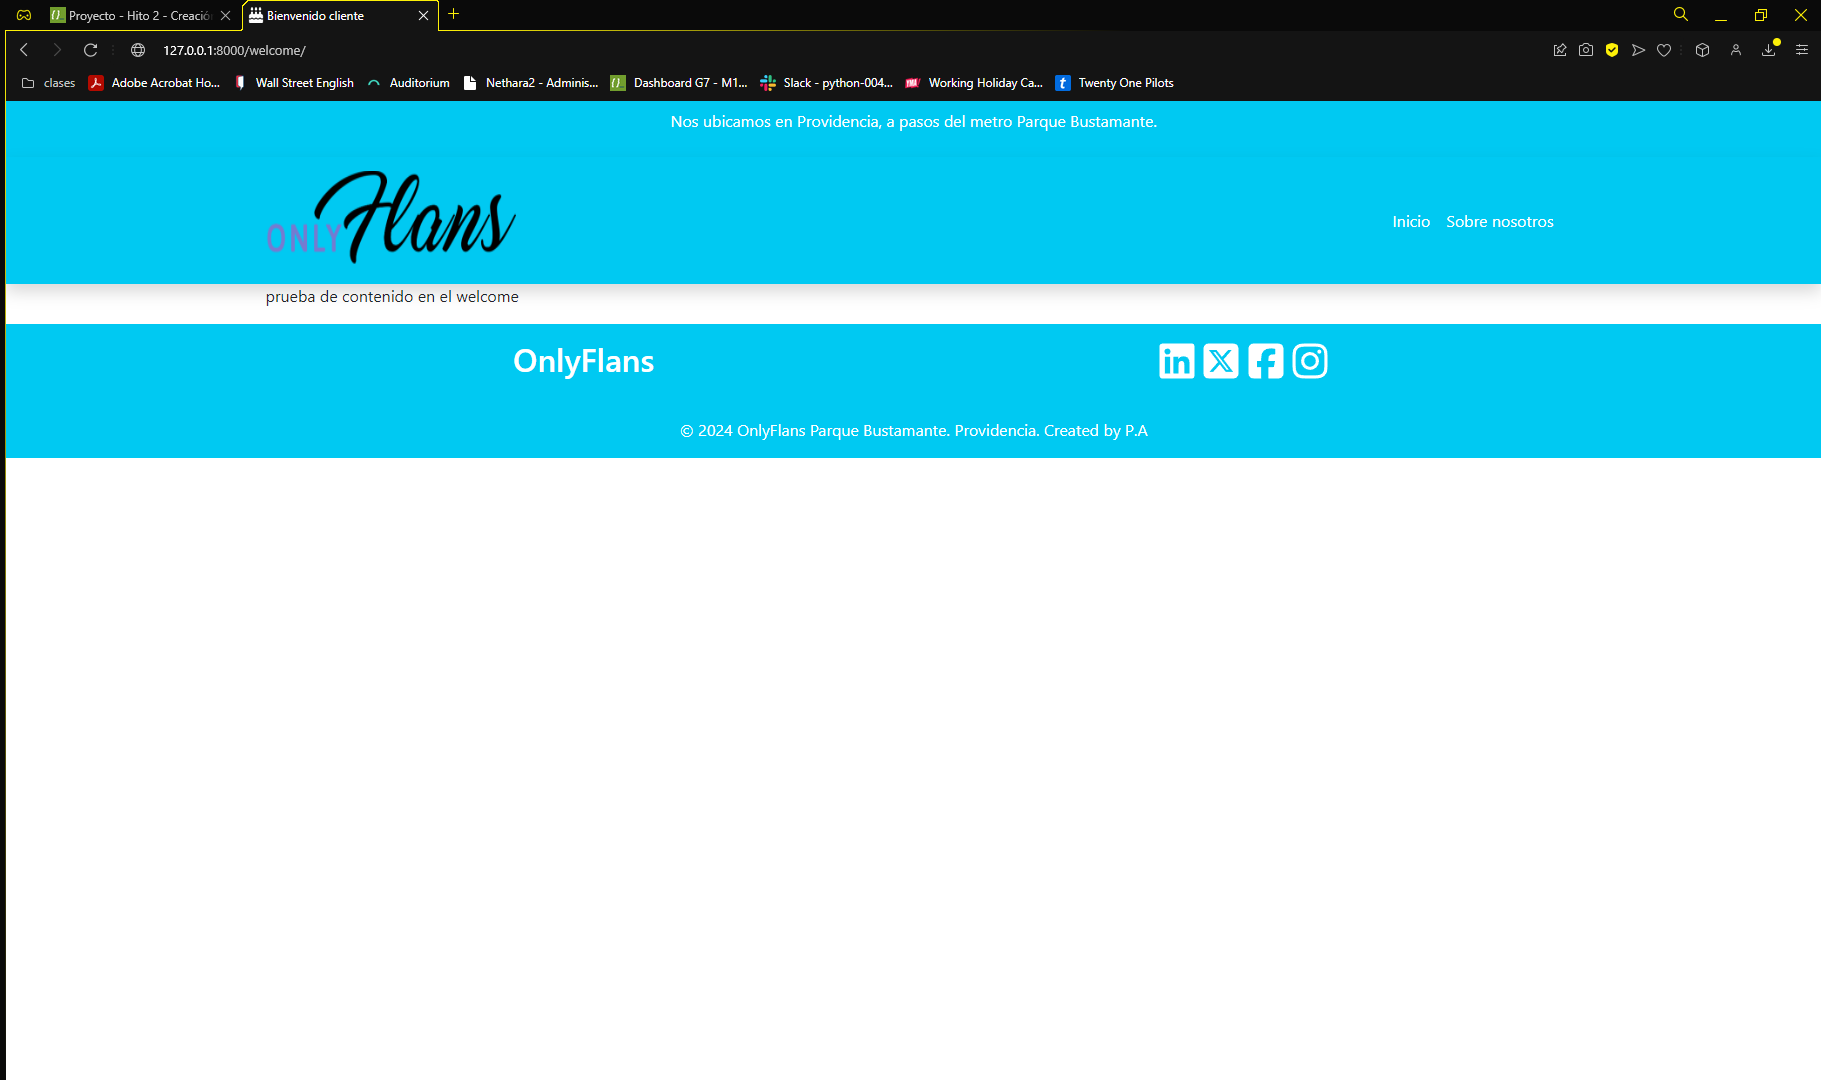 Proyecto - Hito 2 - Creació
Bienvenido cliente
127.0.0.1:8000/welcome/
clases
Adobe Acrobat Ho...
Wall Street English
Auditorium
Nethara2 - Adminis...
Dashboard G7 - M1...
Slack - python-004...
Working Holiday Ca...
Twenty One Pilots
Nos ubicamos en Providencia, a pasos del metro Parque Bustamante.
ONLY Flans
Inicio Sobre nosotros
prueba de contenido en el welcome
OnlyFlans
© 2024 OnlyFlans Parque Bustamante. Providencia. Created by P.A